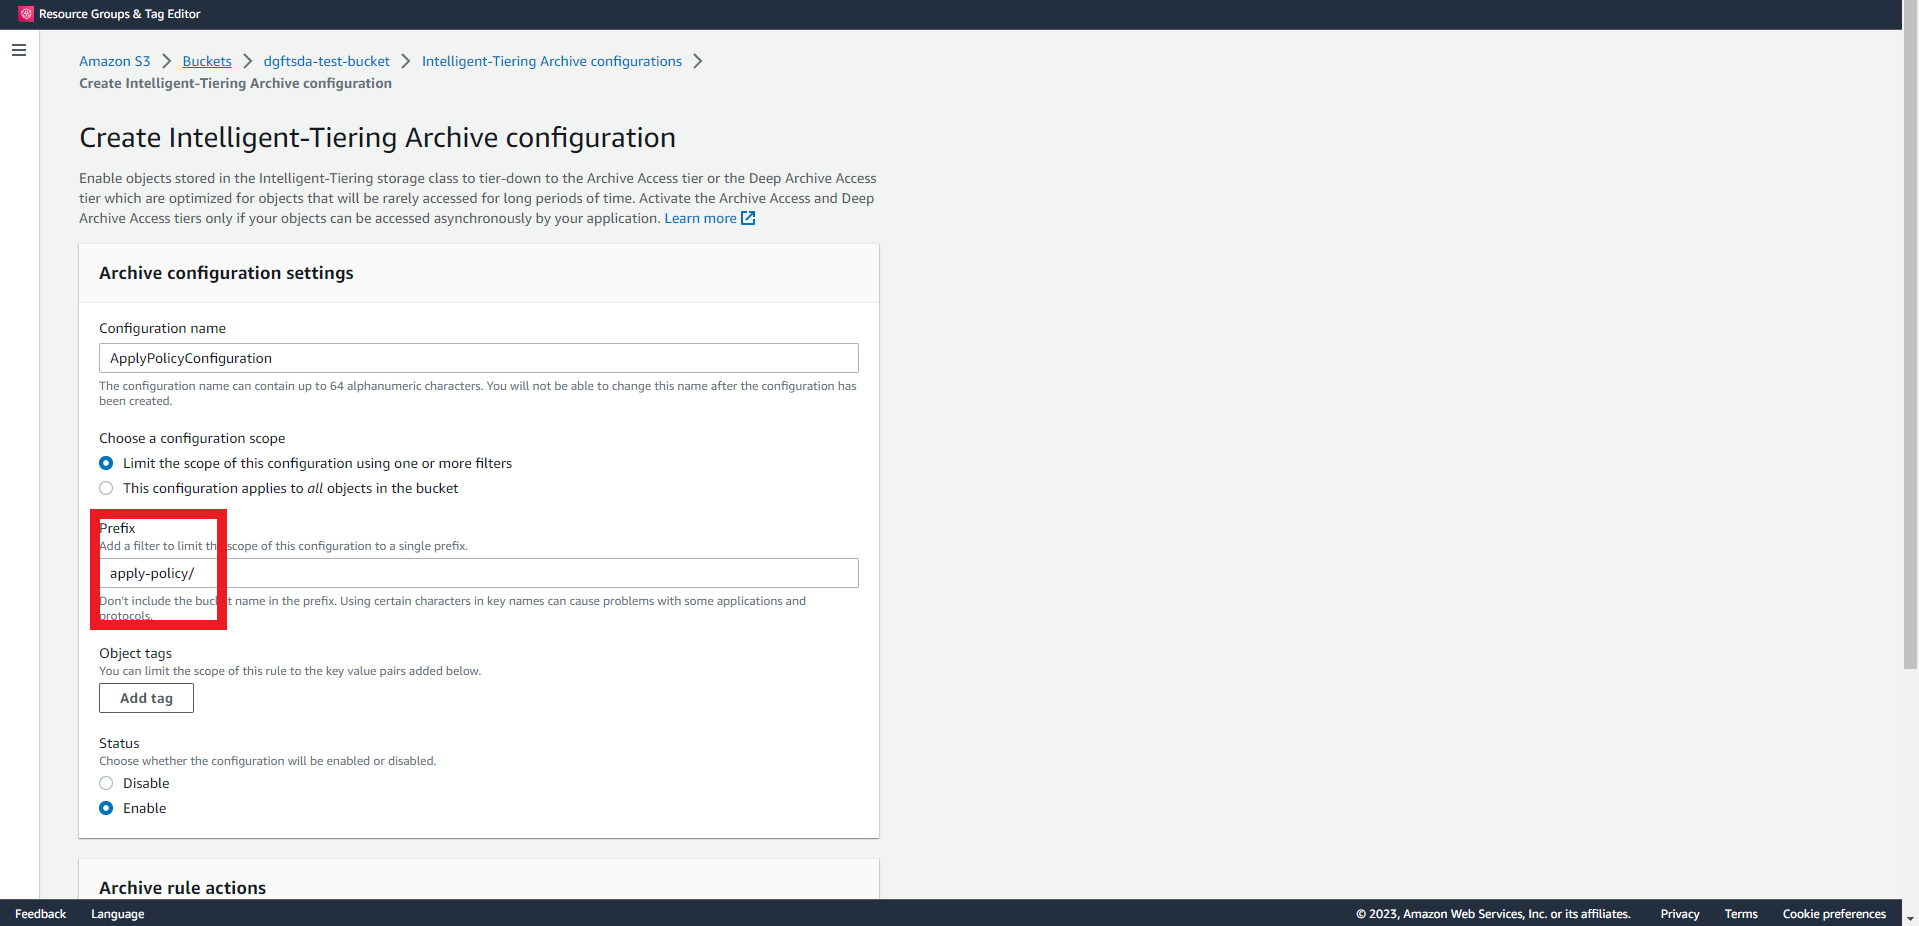 Resource Groups & Tag Editor
Amazon S3 > Buckets > dgftsda-test-bucket > Intelligent-Tiering Archive configurations >
Create Intelligent-Tiering Archive configuration
Create Intelligent-Tiering Archive configuration
Enable objects stored in the Intelligent-Tiering storage class to tier-down to the Archive Access tier or the Deep Archive Access
tier which are optimized for objects that will be rarely accessed for long periods of time. Activate the Archive Access and Deep
Archive Access tiers only if your objects can be accessed asynchronously by your application. Learn more
Archive configuration settings
Configuration name
ApplyPolicyConfiguration
The configuration name can contain up to 64 alphanumeric characters. You will not be able to change this name after the configuration has
been created.
Choose a configuration scope
Limit the scope of this configuration using one or more filters
This configuration applies to all objects in the bucket
Prefix
Add a filter to limit the scope of this configuration to a single prefix.
apply-policy/
Don't include the bucket name in the prefix. Using certain characters in key names can cause problems with some applications and
protocols.
Object tags
You can limit the scope of this rule to the key value pairs added below.
Add tag
Status
Choose whether the configuration will be enabled or disabled.
Disable
Enable
Archive rule actions
Feedback Language © 2023, Amazon Web Services, Inc. or its affiliates. Privacy Terms Cookie preferences